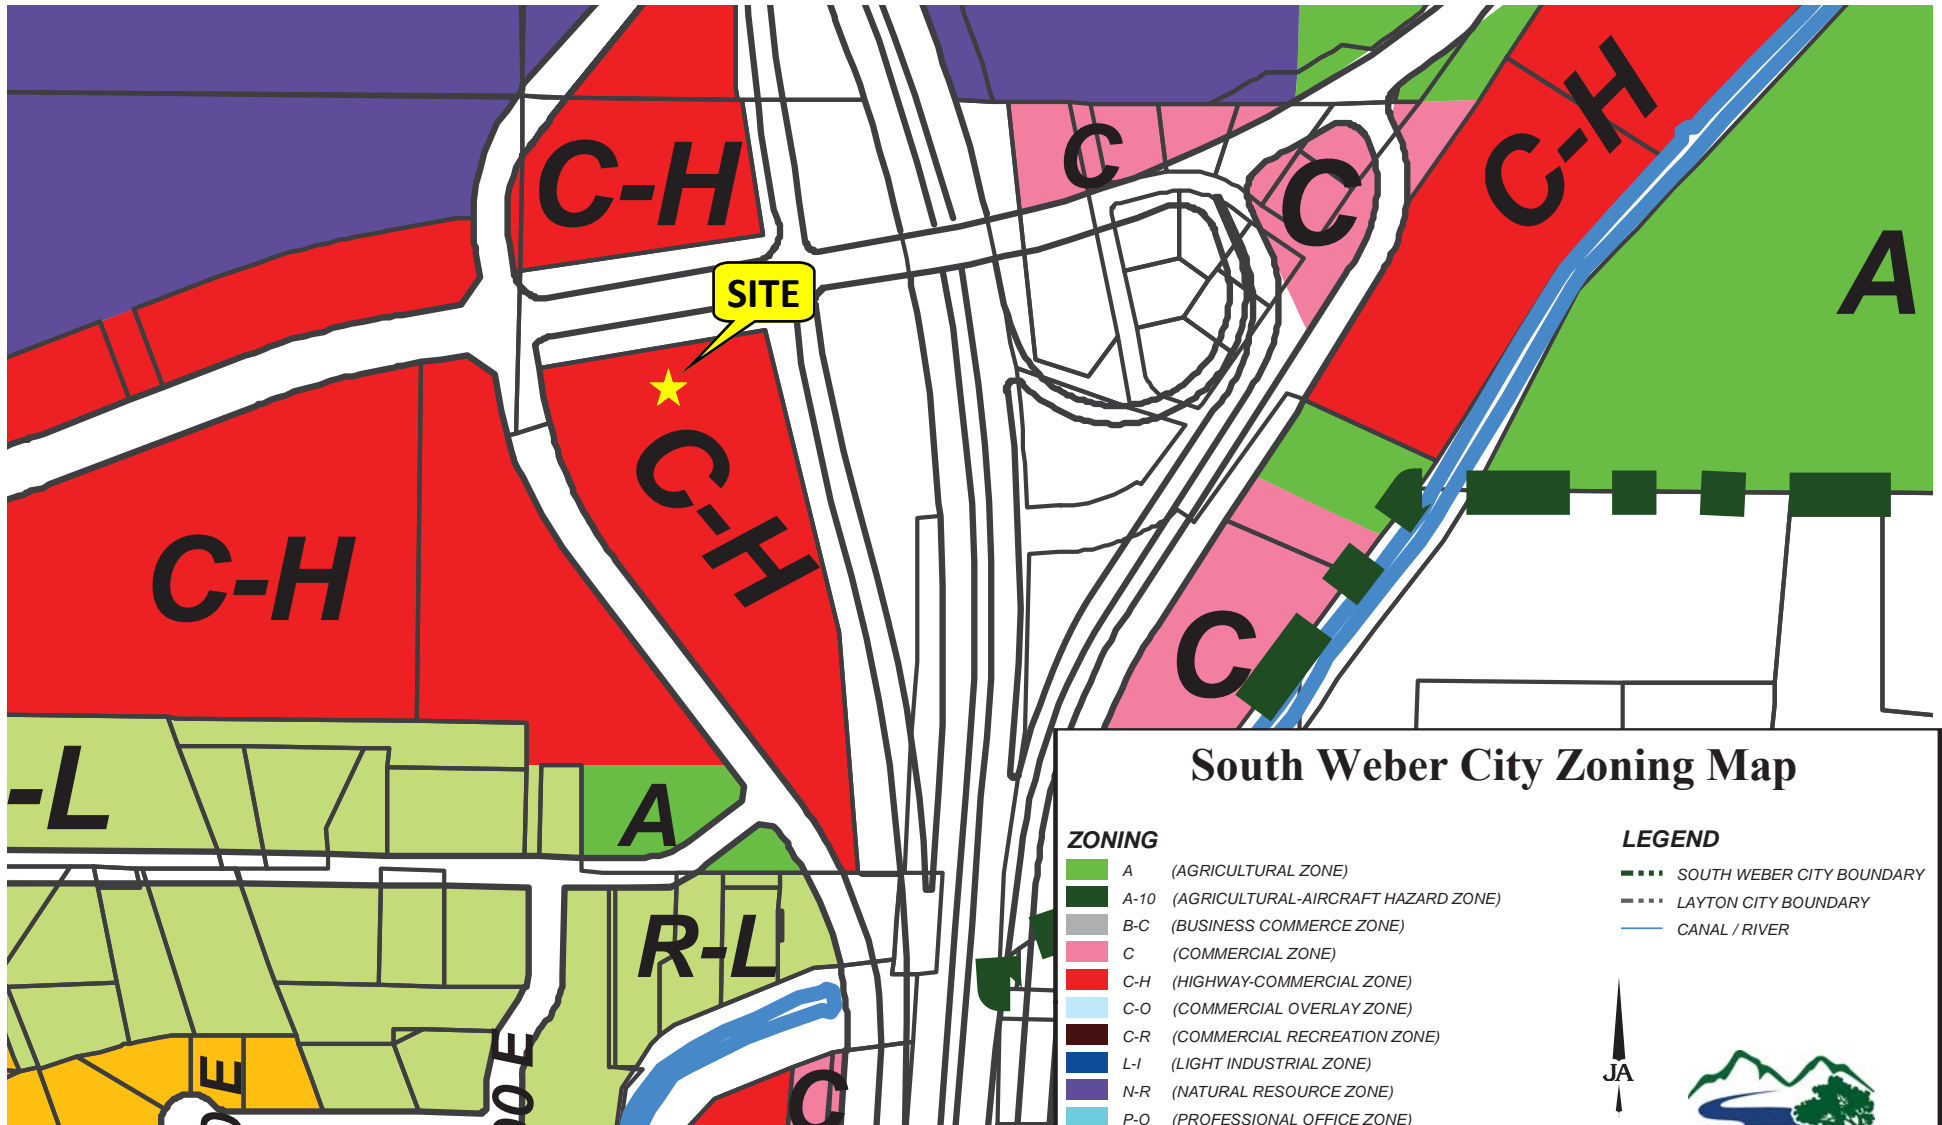 C-H
C
C
C-H
A
SITE
C-H
C-H
C
A
-L
R-L
C
South Weber City Zoning Map
ZONING
A (AGRICULTURAL ZONE)
A-10 (AGRICULTURAL-AIRCRAFT HAZARD ZONE)
B-C (BUSINESS COMMERCE ZONE)
C (COMMERCIAL ZONE)
C-H (HIGHWAY-COMMERCIAL ZONE)
C-O (COMMERCIAL OVERLAY ZONE)
C-R (COMMERCIAL RECREATION ZONE)
L-I (LIGHT INDUSTRIAL ZONE)
N-R (NATURAL RESOURCE ZONE)
P-O (PROFESSIONAL OFFICE ZONE)
LEGEND
SOUTH WEBER CITY BOUNDARY
LAYTON CITY BOUNDARY
CANAL / RIVER
JA